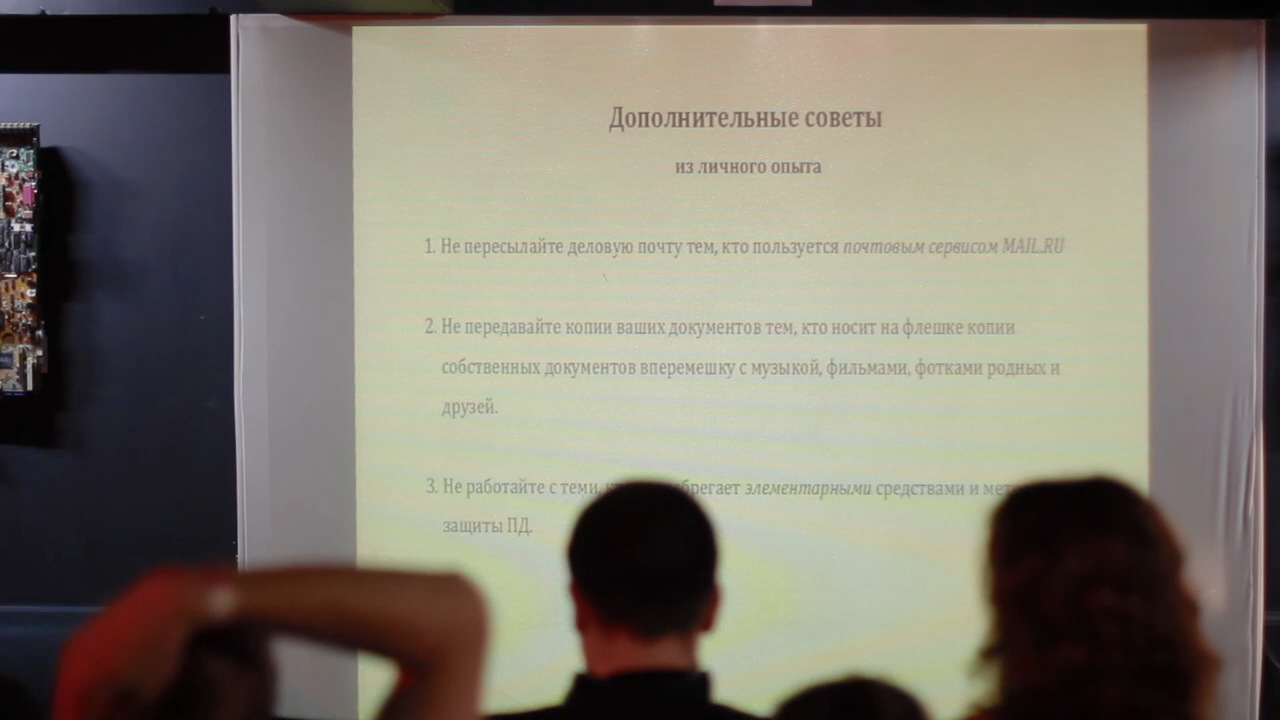 Дополнительные советы
из личного опыта
1. Не пересылайте деловую почту тем, кто пользуется почтовым сервисом MAIL.RU
2. Не передавайте копии ваших документов тем, кто носит на флешке копии
собственных документов вперемешку с музыкой, фильмами, фотками родных и
друзей.
3. Не работайте с теми, элементарными средствами и
защиты ПД.